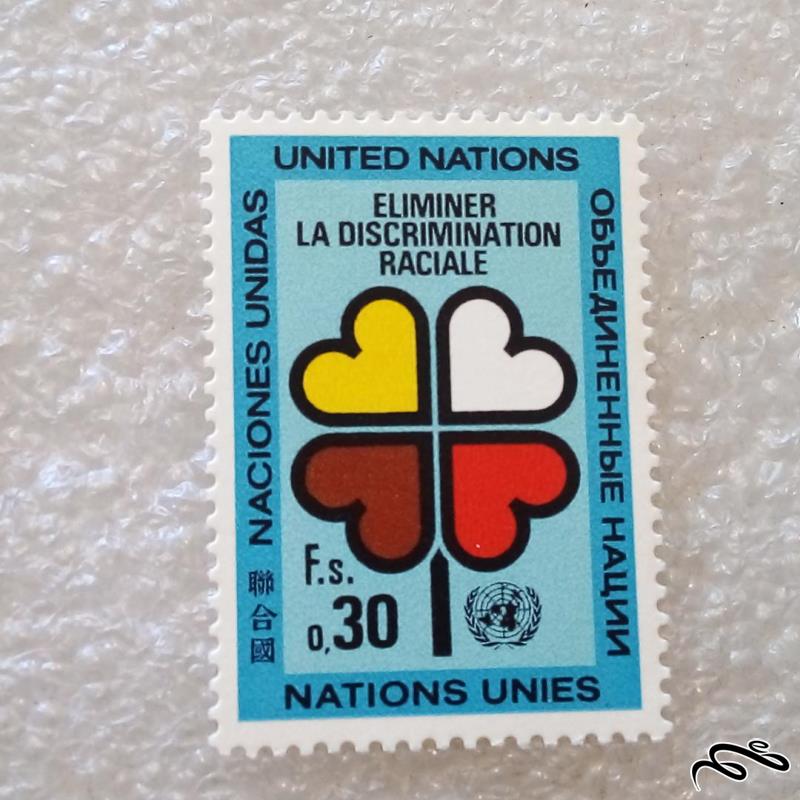 UNITED NATIONS
ELIMINER
LA DISCRIMINATION
RACIALE
NACIONES UNIDAS
聯合國
ОБЪЕДИНЕННЫЕ НАЦИИ
F.s.
0,30
NATIONS UNIES